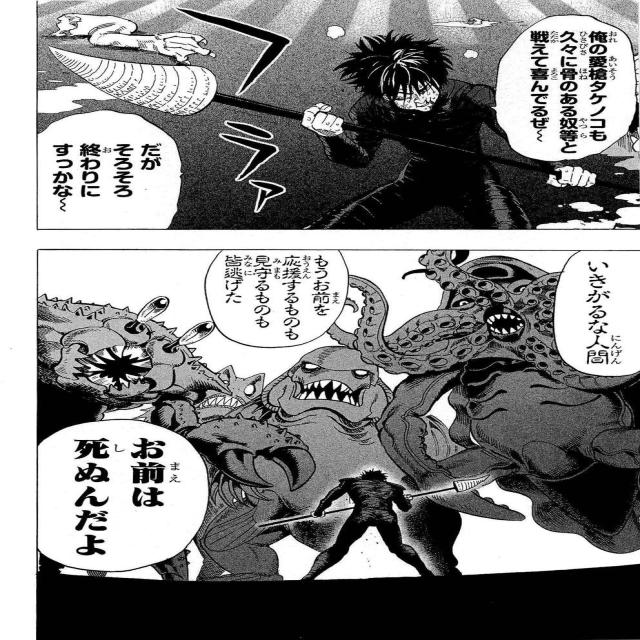 俺の愛槍タケノコも
久々に骨のある奴等と
戦えて喜んでるぜ〜
ヘラァ
だが
そろそろ
終わりに
すっかな〜
いきがるな人間
もうお前を
応援するものも
見守るものも
皆逃げた
お前は
死ぬんだよ